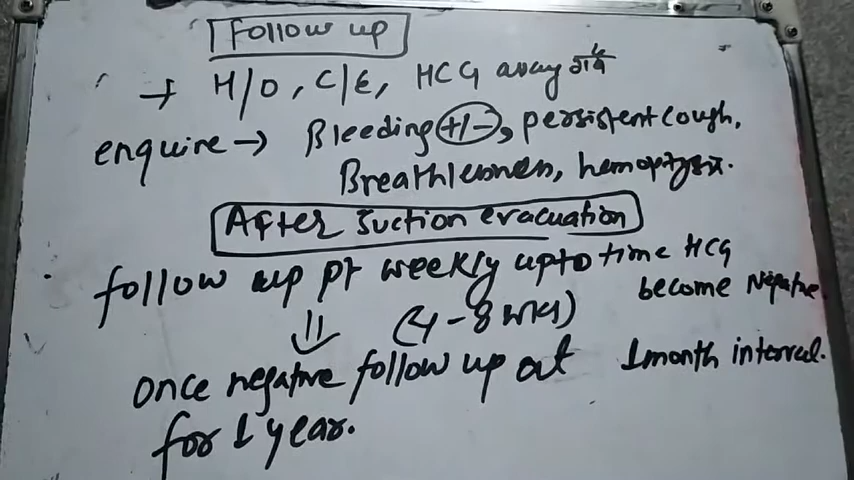 Follow up
→ H/O, C/E, HCG assay
enquire → Bleeding (+/-), persistent cough,
Breathlessness, hemoptysis.
After suction evacuation
follow up pt weekly upto time HCG
become Negative.
(4-8 wks)
once negative follow up at 1 month interval.
for 1 year.